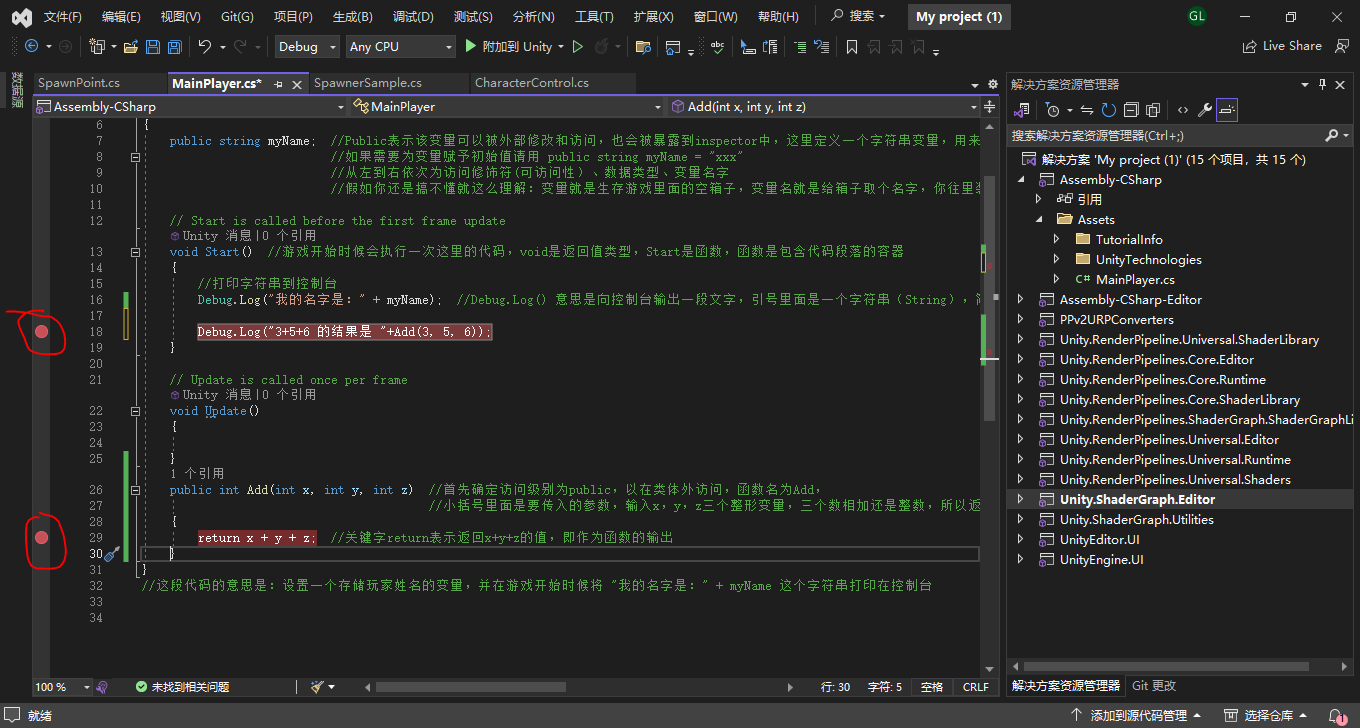 文件(F) 编辑(E) 视图(V) Git(G) 项目(P) 生成(B) 调试(D) 测试(S) 分析(N) 工具(T) 扩展(X) 窗口(W) 帮助(H) 搜索 My project (1) GL
Debug Any CPU 附加到 Unity Live Share
数据源
SpawnPoint.cs MainPlayer.cs* SpawnerSample.cs CharacterControl.cs
Assembly-CSharp MainPlayer Add(int x, int y, int z)
6 {
7 public string myName; //Public表示该变量可以被外部修改和访问，也会被暴露到inspector中，这里定义一个字符串变量，用来
8 //如果需要为变量赋予初始值请用 public string myName = "xxx"
9 //从左到右依次为访问修饰符(可访问性)、数据类型、变量名字
10 //假如你还是搞不懂就这么理解：变量就是生存游戏里面的空箱子，变量名就是给箱子取个名字，你往里
11
12 // Start is called before the first frame update
Unity 消息|0 个引用
13 void Start() //游戏开始时候会执行一次这里的代码，void是返回值类型，Start是函数，函数是包含代码段落的容器
14 {
15 //打印字符串到控制台
16 Debug.Log("我的名字是：" + myName); //Debug.Log() 意思是向控制台输出一段文字，引号里面是一个字符串（String），
17
18 Debug.Log("3+5+6 的结果是 "+Add(3, 5, 6));
19 }
20
21 // Update is called once per frame
Unity 消息|0 个引用
22 void Update()
23 {
24
25 }
1 个引用
26 public int Add(int x, int y, int z) //首先确定访问级别为public，以在类体外访问，函数名为Add，
27 //小括号里面是要传入的参数，输入x，y，z三个整形变量，三个数相加还是整数，所以返
28 {
29 return x + y + z; //关键字return表示返回x+y+z的值，即作为函数的输出
30 }
31 }
32 //这段代码的意思是：设置一个存储玩家姓名的变量，并在游戏开始时候将 "我的名字是：" + myName 这个字符串打印在控制台
33
34
100 % 未找到相关问题 行: 30 字符: 5 空格 CRLF
解决方案资源管理器
搜索解决方案资源管理器(Ctrl+;)
解决方案 'My project (1)' (15 个项目，共 15 个)
Assembly-CSharp
引用
Assets
TutorialInfo
UnityTechnologies
C# MainPlayer.cs
Assembly-CSharp-Editor
PPv2URPConverters
Unity.RenderPipeline.Universal.ShaderLibrary
Unity.RenderPipelines.Core.Editor
Unity.RenderPipelines.Core.Runtime
Unity.RenderPipelines.Core.ShaderLibrary
Unity.RenderPipelines.ShaderGraph.ShaderGraphLi
Unity.RenderPipelines.Universal.Editor
Unity.RenderPipelines.Universal.Runtime
Unity.RenderPipelines.Universal.Shaders
Unity.ShaderGraph.Editor
Unity.ShaderGraph.Utilities
UnityEditor.UI
UnityEngine.UI
解决方案资源管理器 Git 更改
就绪 添加到源代码管理 选择仓库 1